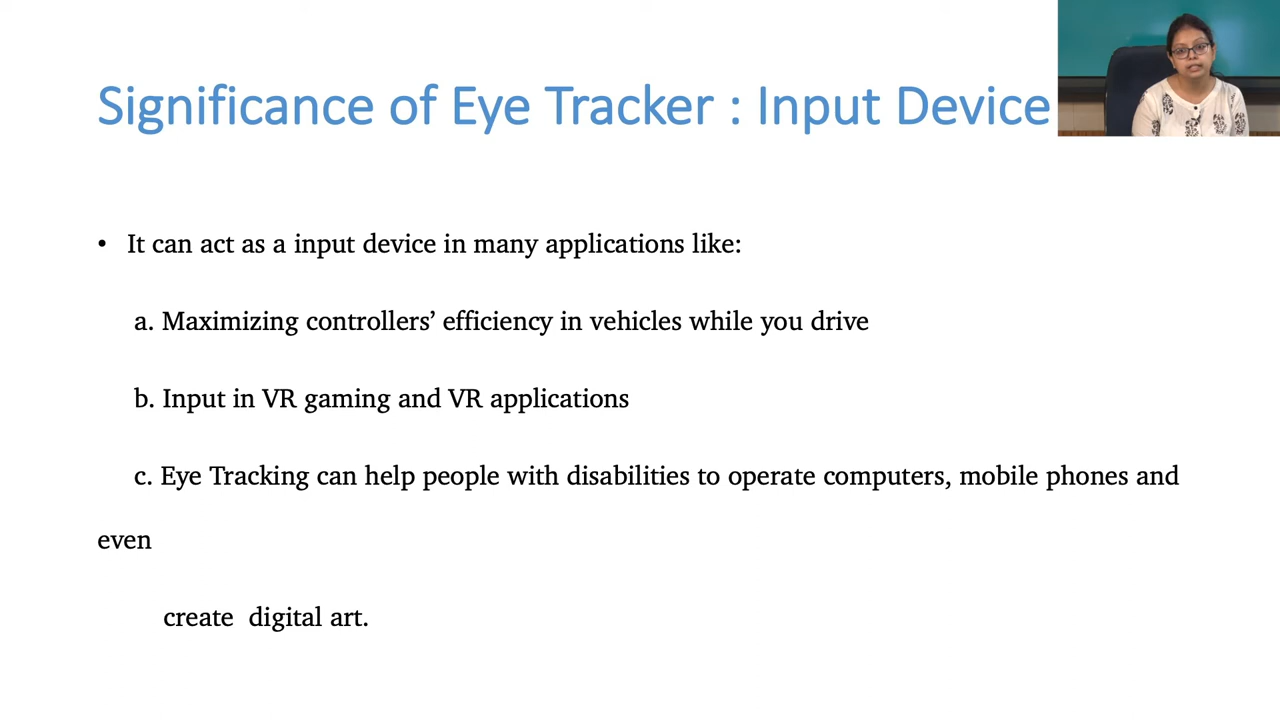 Significance of Eye Tracker : Input Device
• It can act as a input device in many applications like:
a. Maximizing controllers’ efficiency in vehicles while you drive
b. Input in VR gaming and VR applications
c. Eye Tracking can help people with disabilities to operate computers, mobile phones and
even
create  digital art.